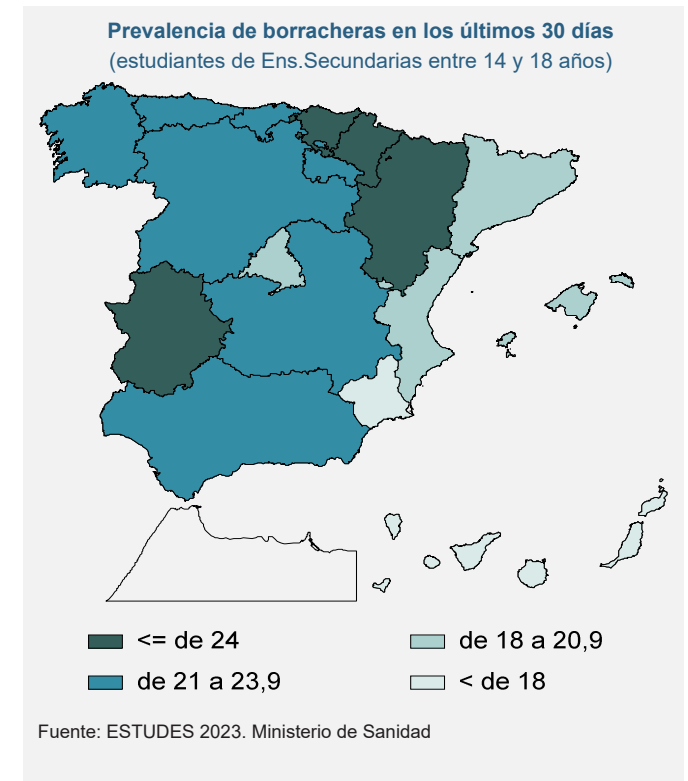 Prevalencia de borracheras en los últimos 30 días
(estudiantes de Ens.Secundarias entre 14 y 18 años)
<= de 24
de 18 a 20,9
de 21 a 23,9
< de 18
Fuente: ESTUDES 2023. Ministerio de Sanidad